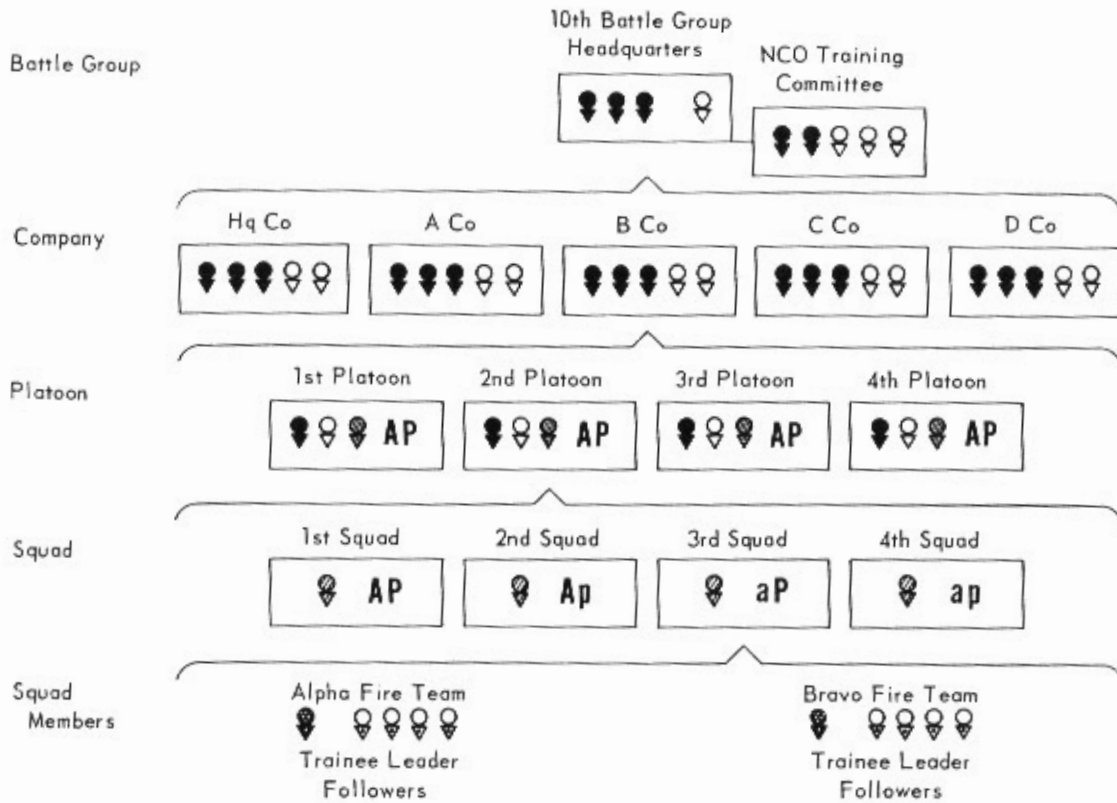 10th Battle Group
Headquarters
Battle Group
NCO Training
Committee
Company
Hq Co
A Co
B Co
C Co
D Co
Platoon
1st Platoon
2nd Platoon
3rd Platoon
4th Platoon
AP
AP
AP
AP
Squad
1st Squad
2nd Squad
3rd Squad
4th Squad
AP
Ap
aP
ap
Squad
Members
Alpha Fire Team
Trainee Leader
Followers
Bravo Fire Team
Trainee Leader
Followers